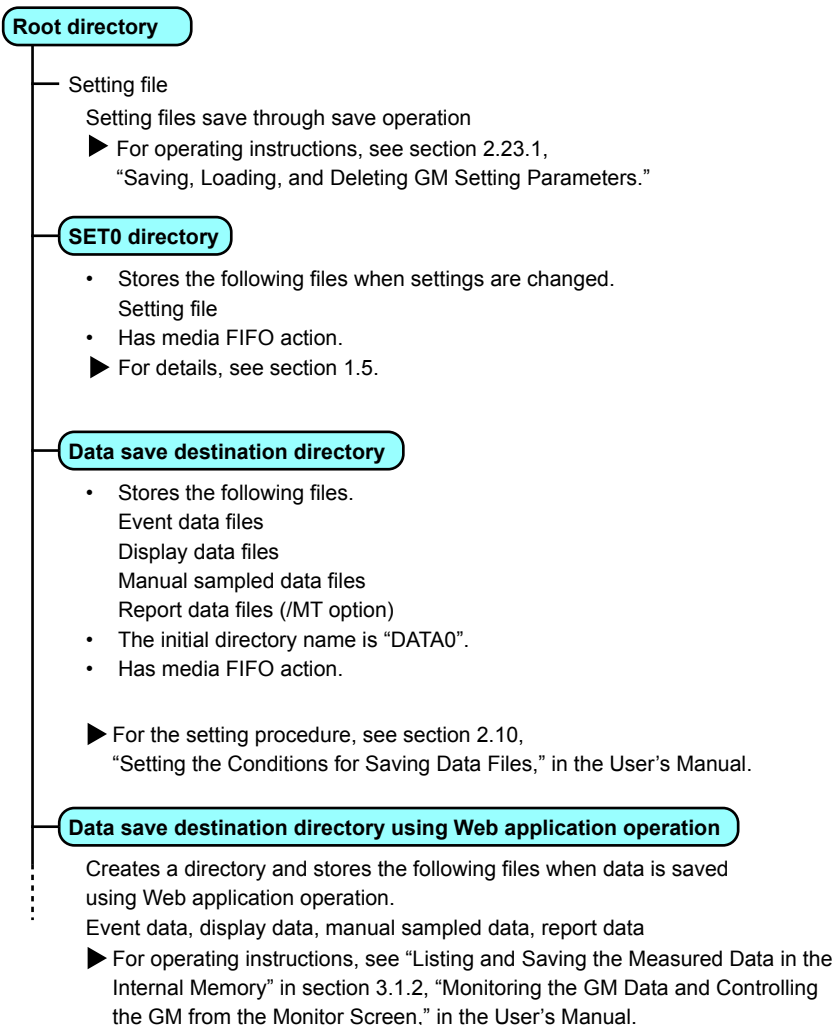 Root directory
Setting file
Setting files save through save operation
▶ For operating instructions, see section 2.23.1,
“Saving, Loading, and Deleting GM Setting Parameters.”
SET0 directory
• Stores the following files when settings are changed.
Setting file
• Has media FIFO action.
▶ For details, see section 1.5.
Data save destination directory
• Stores the following files.
Event data files
Display data files
Manual sampled data files
Report data files (/MT option)
• The initial directory name is “DATA0”.
• Has media FIFO action.
▶ For the setting procedure, see section 2.10,
“Setting the Conditions for Saving Data Files,” in the User’s Manual.
Data save destination directory using Web application operation
Creates a directory and stores the following files when data is saved
using Web application operation.
Event data, display data, manual sampled data, report data
▶ For operating instructions, see “Listing and Saving the Measured Data in the
Internal Memory” in section 3.1.2, “Monitoring the GM Data and Controlling
the GM from the Monitor Screen,” in the User’s Manual.